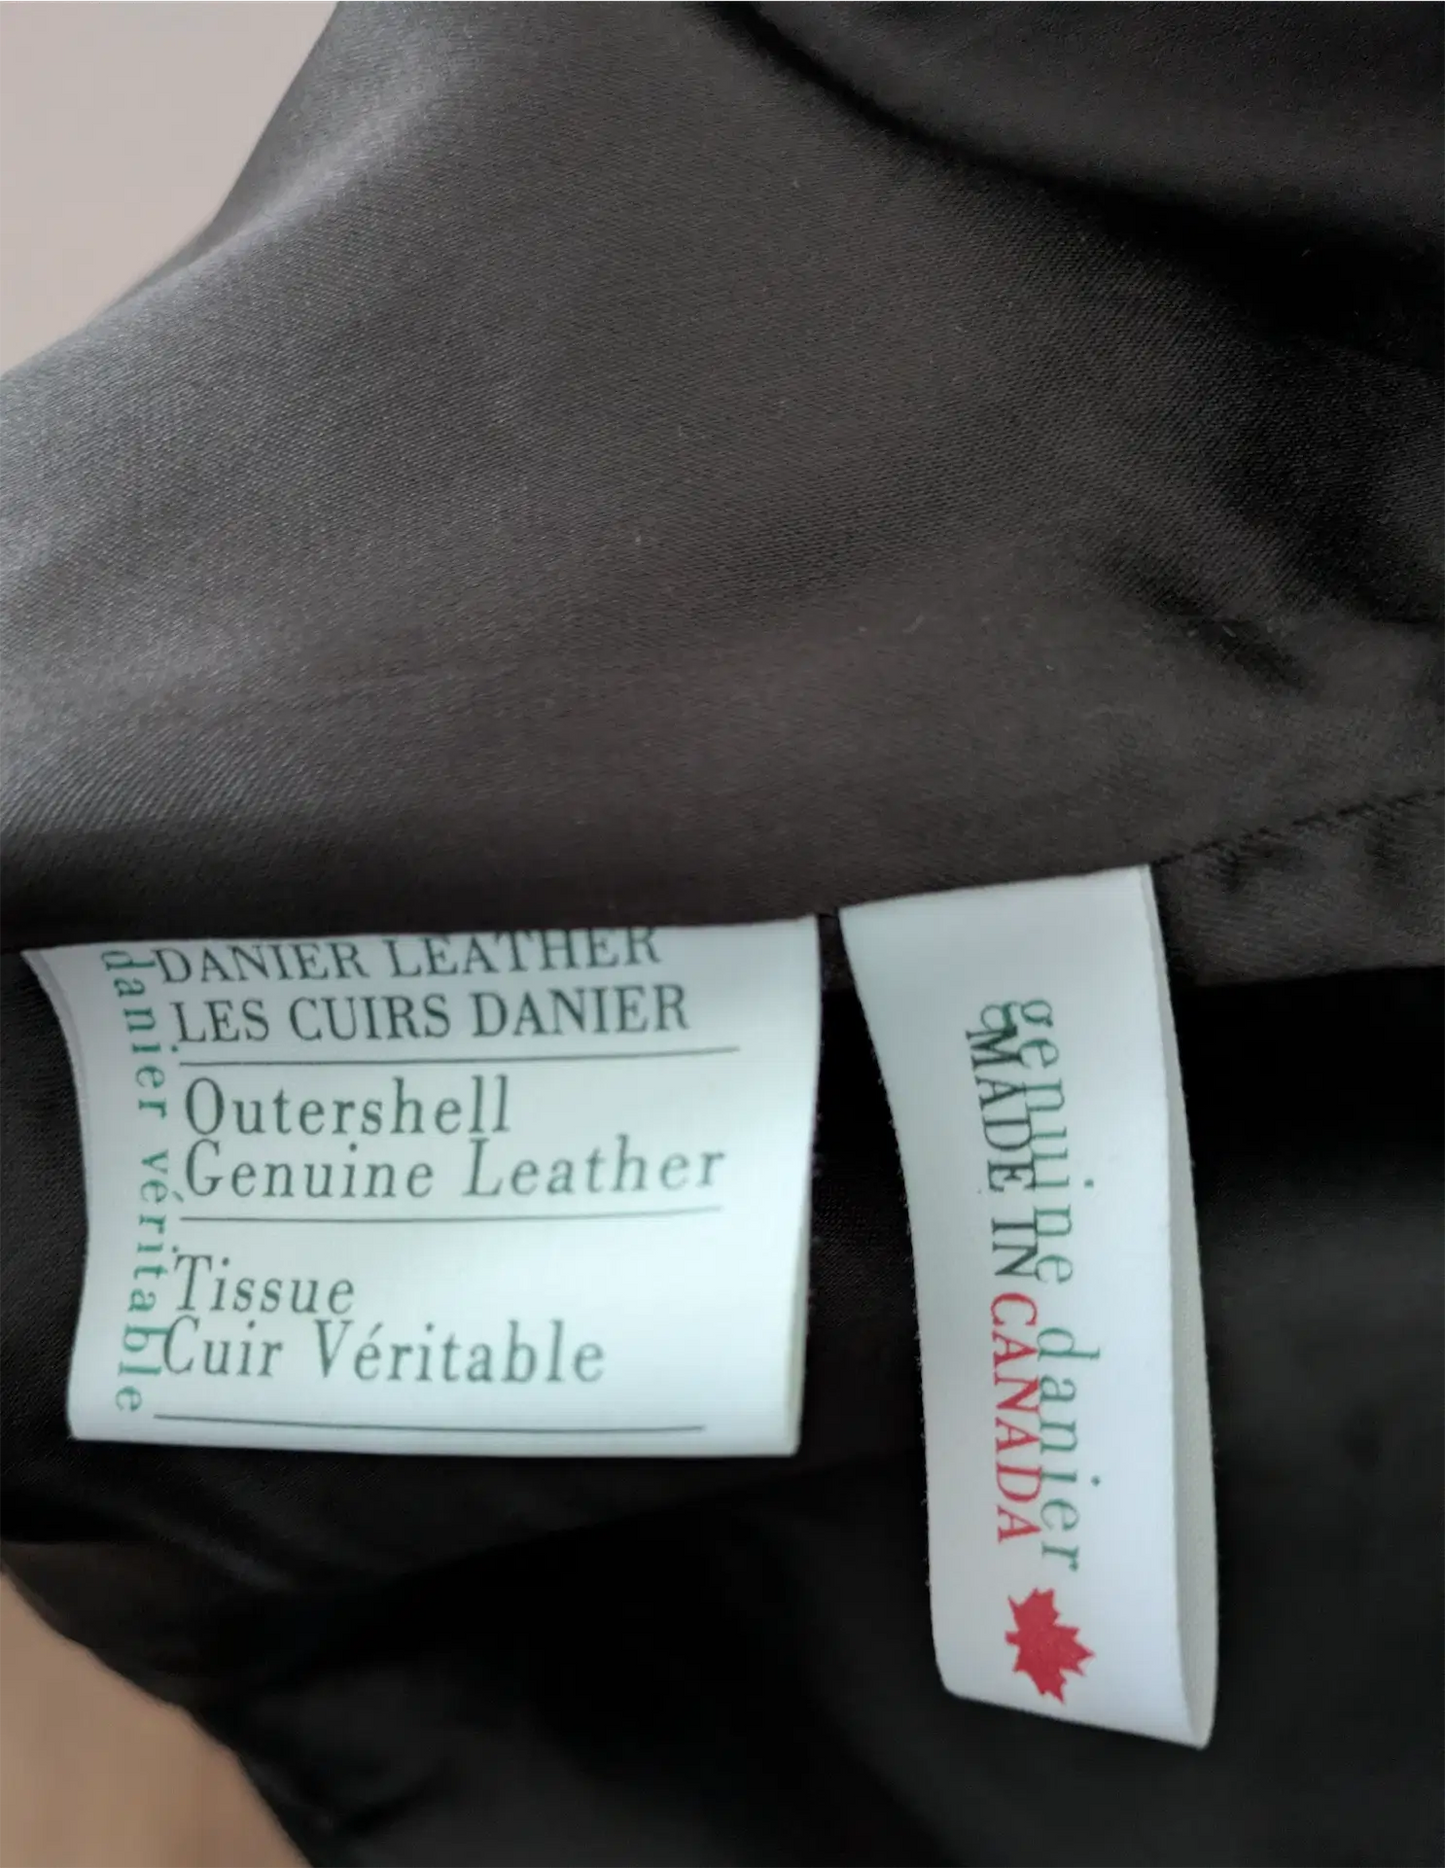 DANIER LEATHER
LES CUIRS DANIER
Outershell
Genuine Leather
Tissue
Cuir Véritable
danier véritable
genuine danier
MADE IN CANADA